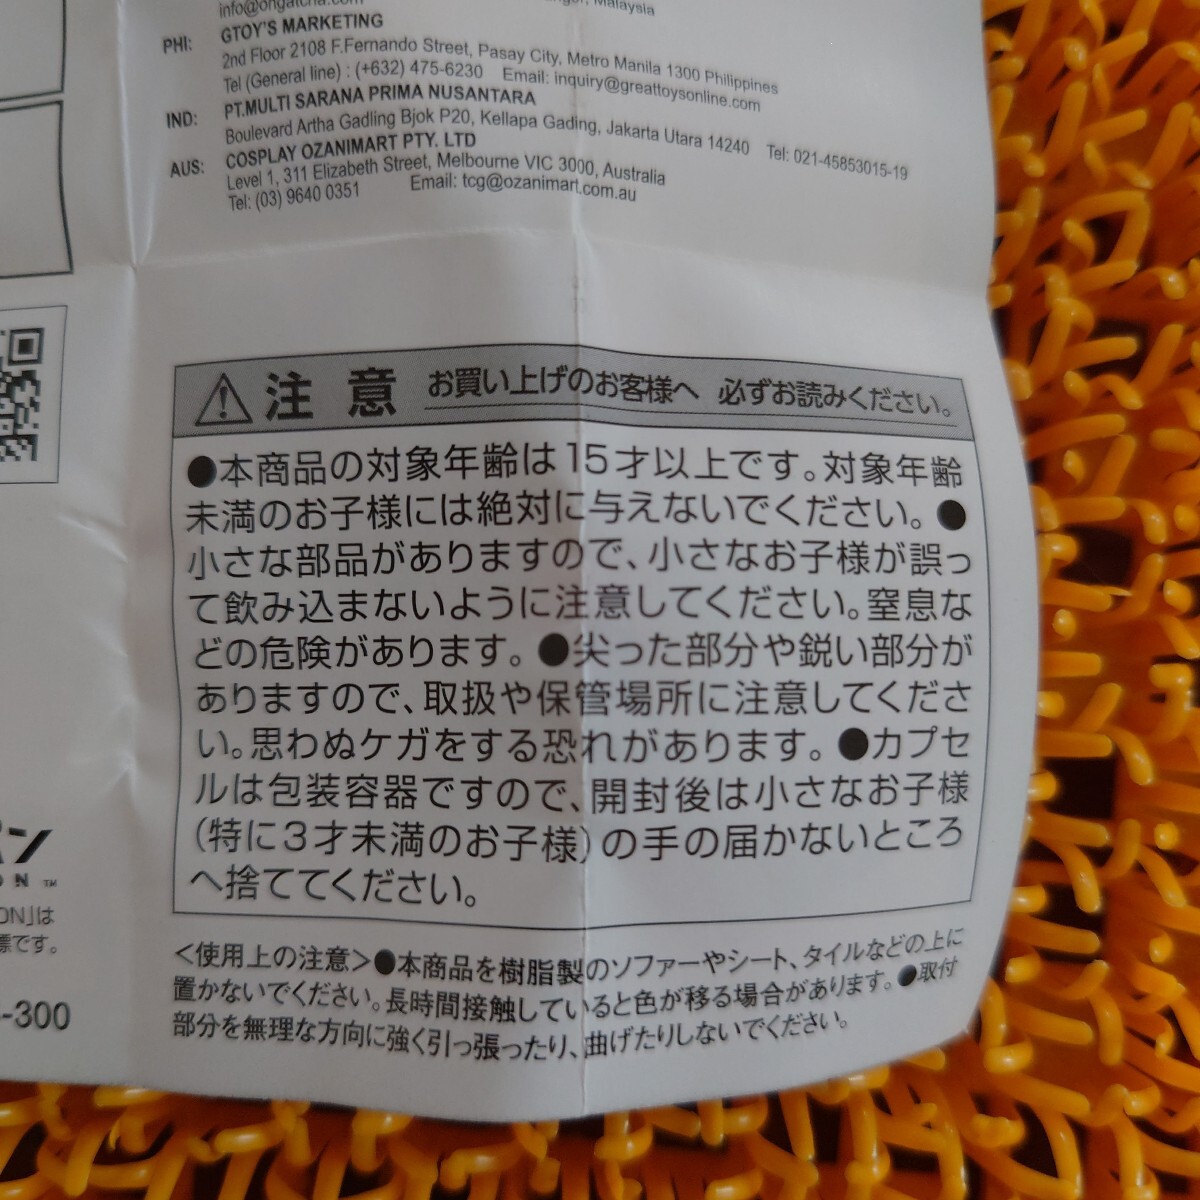 info@ongatcha.com
Malaysia
PHI: GTOY'S MARKETING
2nd Floor 2108 F.Fernando Street, Pasay City, Metro Manila 1300 Philippines
Tel (General line) : (+632) 475-6230 Email: inquiry@greattoysonline.com
IND: PT.MULTI SARANA PRIMA NUSANTARA
Boulevard Artha Gadling Bjok P20, Kellapa Gading, Jakarta Utara 14240 Tel: 021-45853015-19
AUS: COSPLAY OZANIMART PTY. LTD
Level 1, 311 Elizabeth Street, Melbourne VIC 3000, Australia
Tel: (03) 9640 0351 Email: tcg@ozanimart.com.au
注意 お買い上げのお客様へ 必ずお読みください。
●本商品の対象年齢は15才以上です。対象年齢
未満のお子様には絶対に与えないでください。●
小さな部品がありますので、小さなお子様が誤っ
て飲み込まないように注意してください。窒息な
どの危険があります。●尖った部分や鋭い部分が
ありますので、取扱や保管場所に注意してくださ
い。思わぬケガをする恐れがあります。●カプセ
ルは包装容器ですので、開封後は小さなお子様
(特に3才未満のお子様)の手の届かないところ
へ捨ててください。
<使用上の注意>●本商品を樹脂製のソファーやシート、タイルなどの上に
置かないでください。長時間接触していると色が移る場合があります。●取付
部分を無理な方向に強く引っ張ったり、曲げたりしないでください。
パン
ON™
ON」は
標です。
-300